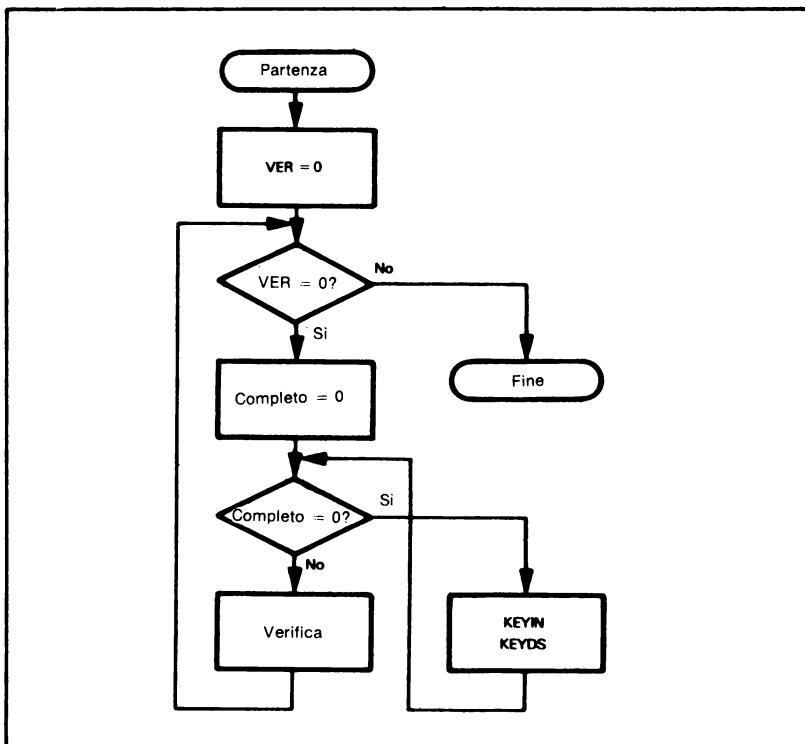 Partenza
VER = 0
VER = 0?
No
Si
Completo = 0
Fine
Completo = 0?
Si
No
Verifica
KEYIN
KEYDS